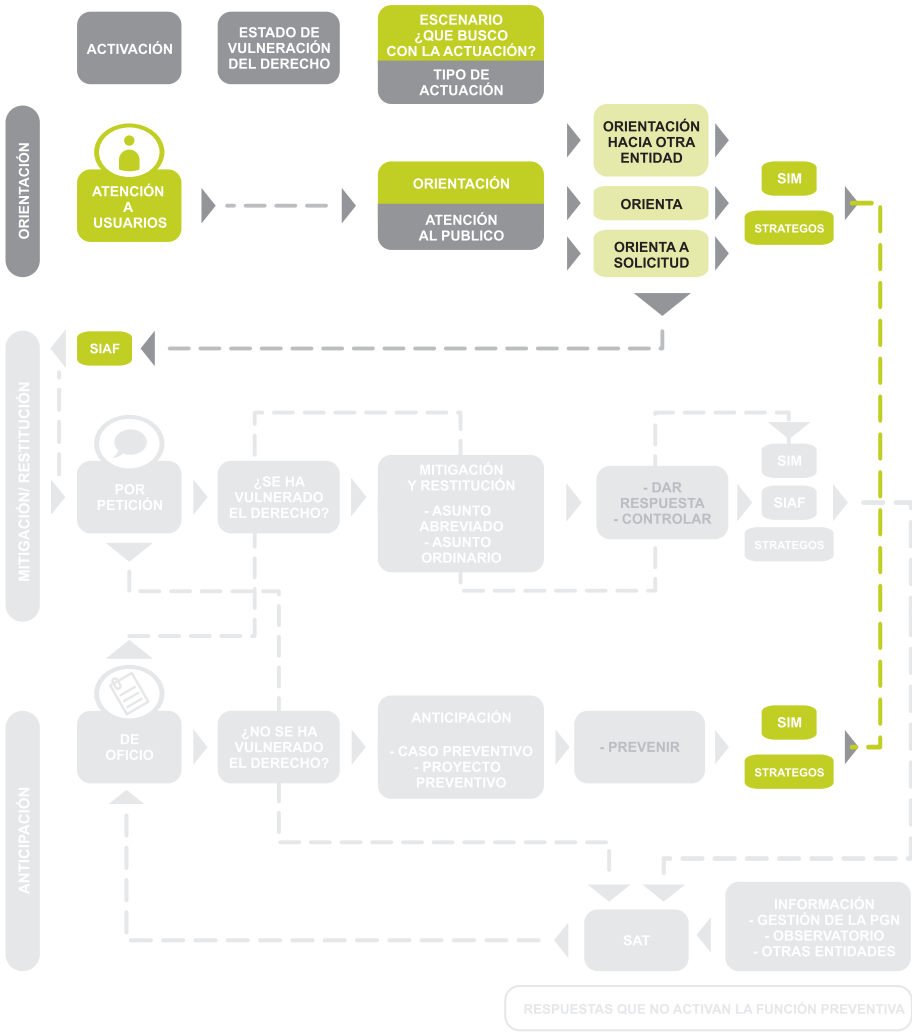 ACTIVACIÓN
ESTADO DE
VULNERACIÓN
DEL DERECHO
ESCENARIO
¿QUE BUSCO
CON LA ACTUACIÓN?
TIPO DE
ACTUACIÓN
ORIENTACIÓN
ATENCIÓN
A
USUARIOS
ORIENTACIÓN
ATENCIÓN
AL PUBLICO
ORIENTACIÓN
HACIA OTRA
ENTIDAD
ORIENTA
ORIENTA A
SOLICITUD
SIM
STRATEGOS
SIAF
MITIGACIÓN/ RESTITUCIÓN
POR
PETICIÓN
¿SE HA
VULNERADO
EL DERECHO?
MITIGACIÓN
Y RESTITUCIÓN
- ASUNTO
ABREVIADO
- ASUNTO
ORDINARIO
- DAR
RESPUESTA
- CONTROLAR
SIM
SIAF
STRATEGOS
ANTICIPACIÓN
DE
OFICIO
¿NO SE HA
VULNERADO
EL DERECHO?
ANTICIPACIÓN
- CASO PREVENTIVO
- PROYECTO
PREVENTIVO
- PREVENIR
SIM
STRATEGOS
SAT
INFORMACIÓN
- GESTIÓN DE LA PGN
- OBSERVATORIO
- OTRAS ENTIDADES
RESPUESTAS QUE NO ACTIVAN LA FUNCIÓN PREVENTIVA